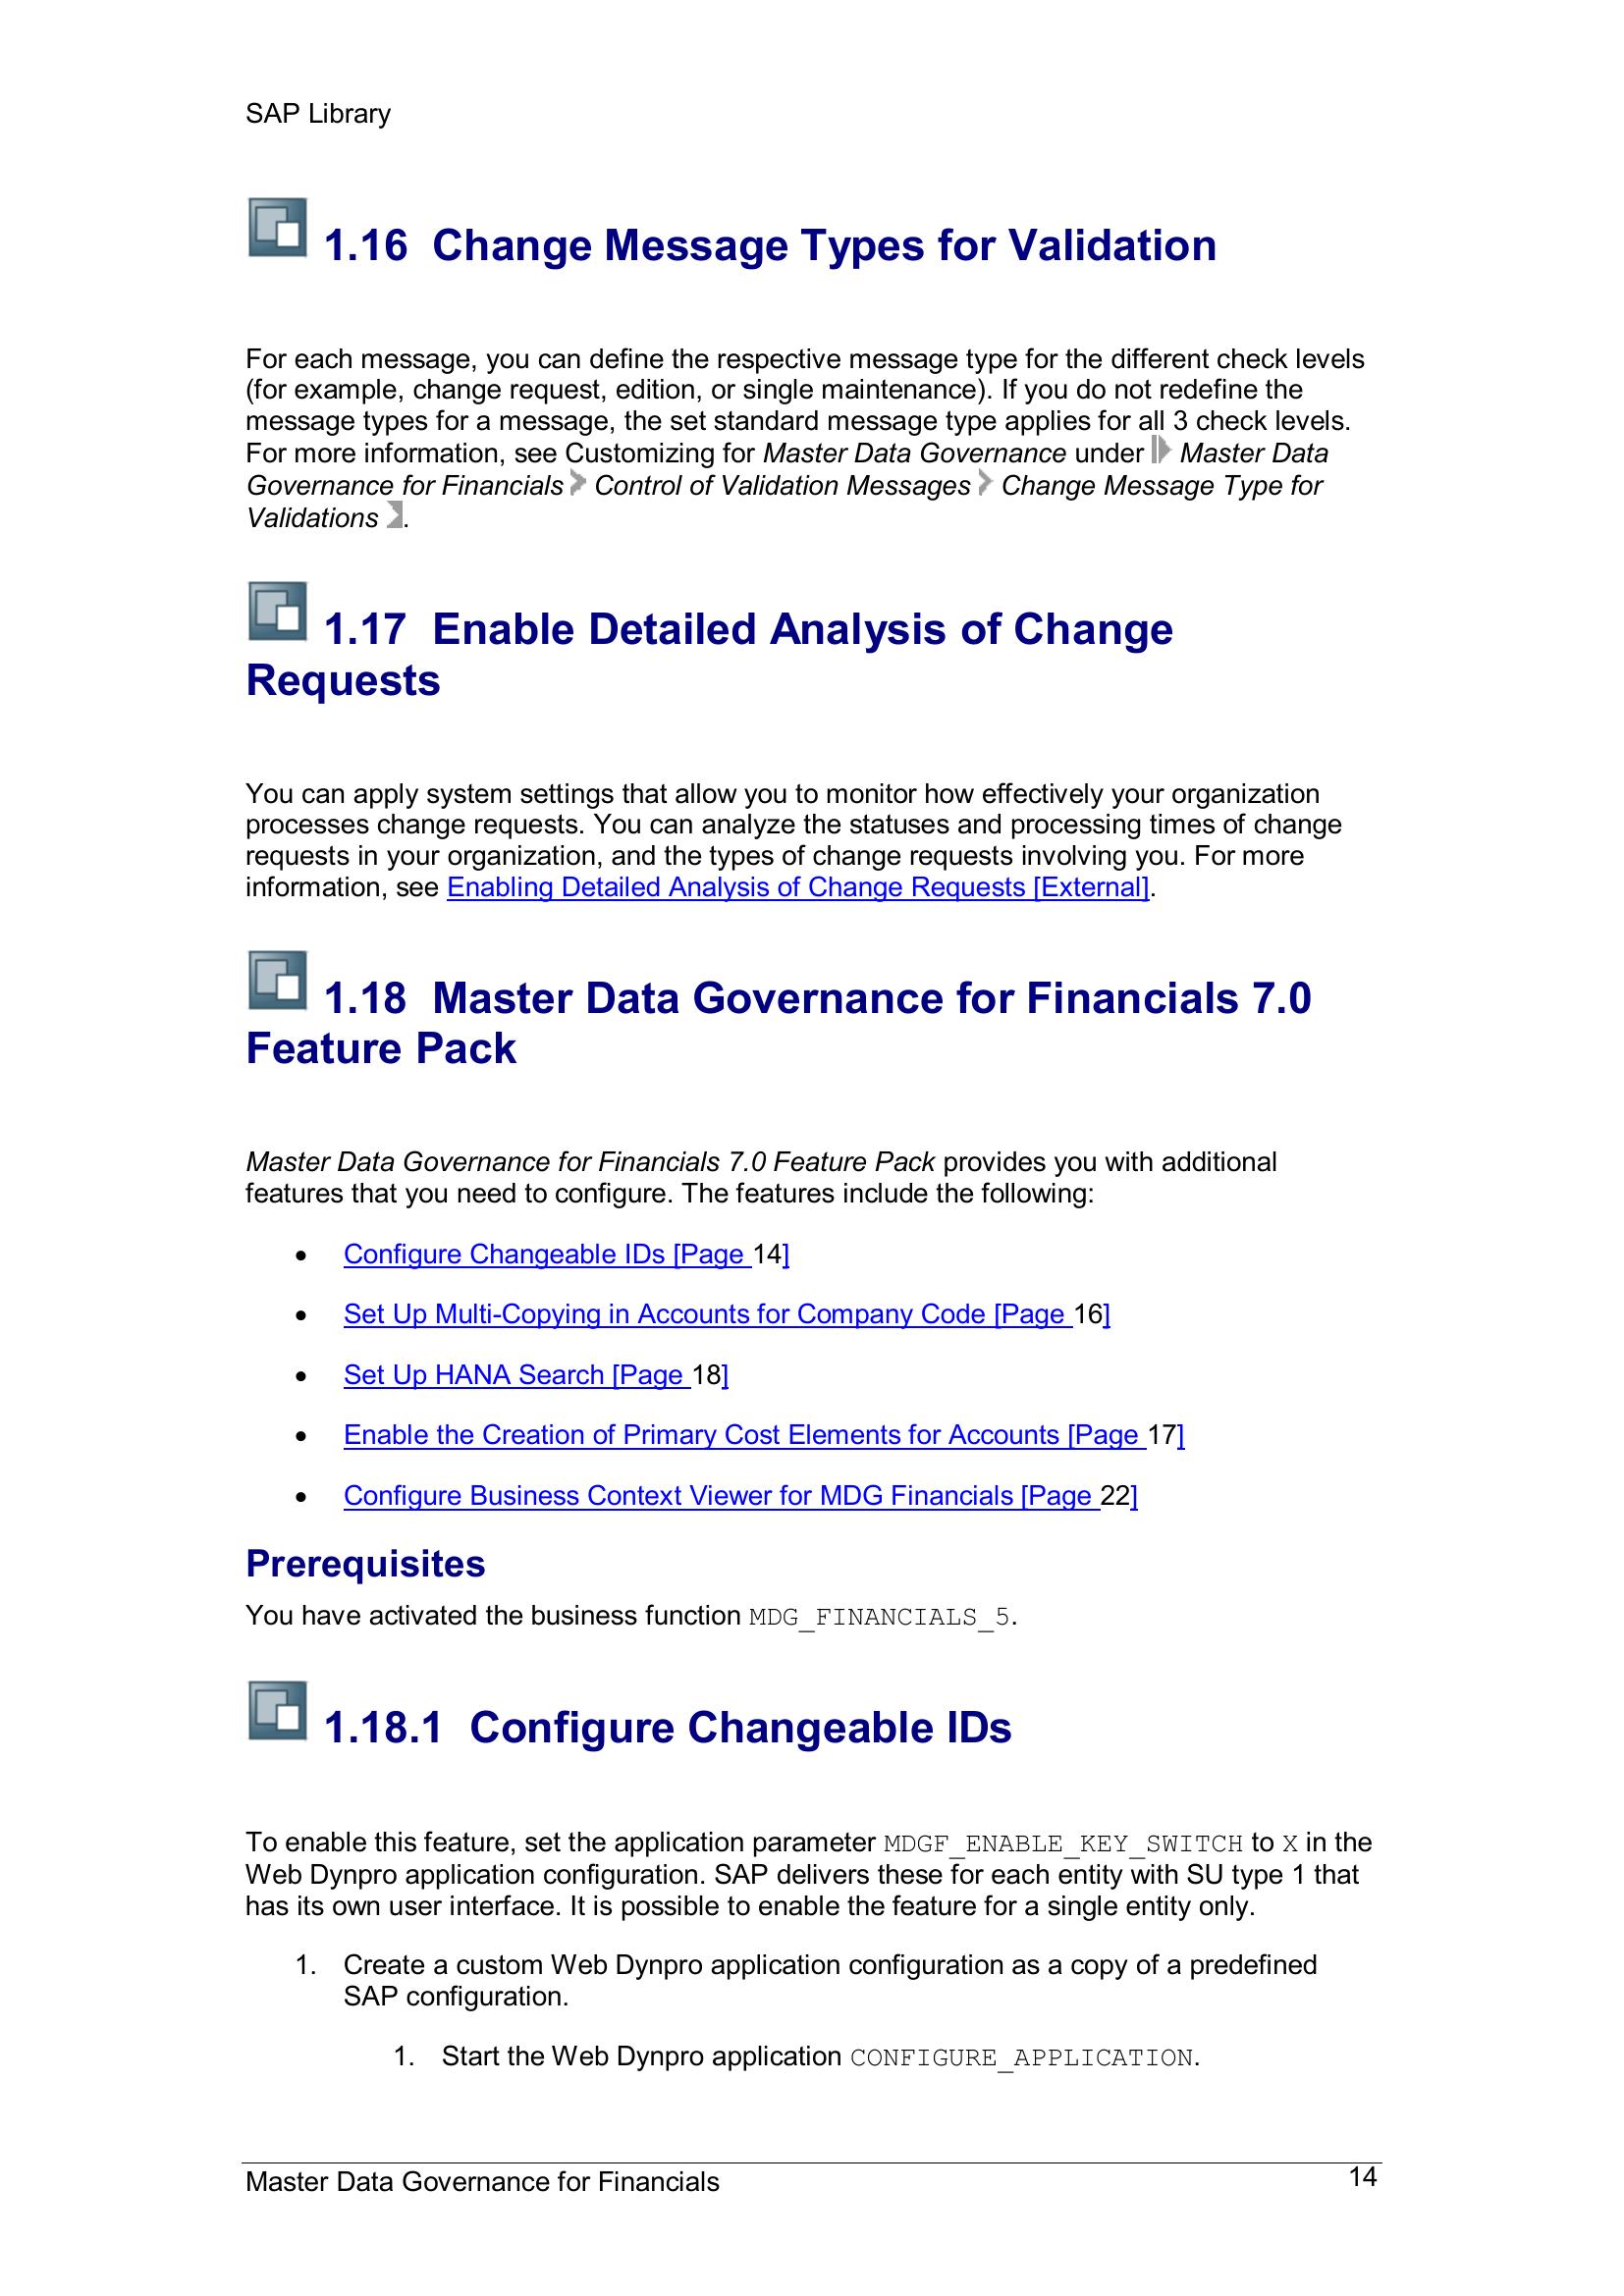 SAP Library
1.16 Change Message Types for Validation
For each message, you can define the respective message type for the different check levels
(for example, change request, edition, or single maintenance). If you do not redefine the
message types for a message, the set standard message type applies for all 3 check levels.
For more information, see Customizing for Master Data Governance under Master Data
Governance for Financials Control of Validation Messages Change Message Type for
Validations .
1.17 Enable Detailed Analysis of Change
Requests
You can apply system settings that allow you to monitor how effectively your organization
processes change requests. You can analyze the statuses and processing times of change
requests in your organization, and the types of change requests involving you. For more
information, see Enabling Detailed Analysis of Change Requests [External].
1.18 Master Data Governance for Financials 7.0
Feature Pack
Master Data Governance for Financials 7.0 Feature Pack provides you with additional
features that you need to configure. The features include the following:
• Configure Changeable IDs [Page 14]
• Set Up Multi-Copying in Accounts for Company Code [Page 16]
• Set Up HANA Search [Page 18]
• Enable the Creation of Primary Cost Elements for Accounts [Page 17]
• Configure Business Context Viewer for MDG Financials [Page 22]
Prerequisites
You have activated the business function MDG_FINANCIALS_5.
1.18.1 Configure Changeable IDs
To enable this feature, set the application parameter MDGF_ENABLE_KEY_SWITCH to X in the
Web Dynpro application configuration. SAP delivers these for each entity with SU type 1 that
has its own user interface. It is possible to enable the feature for a single entity only.
1. Create a custom Web Dynpro application configuration as a copy of a predefined
SAP configuration.
1. Start the Web Dynpro application CONFIGURE_APPLICATION.
Master Data Governance for Financials 14